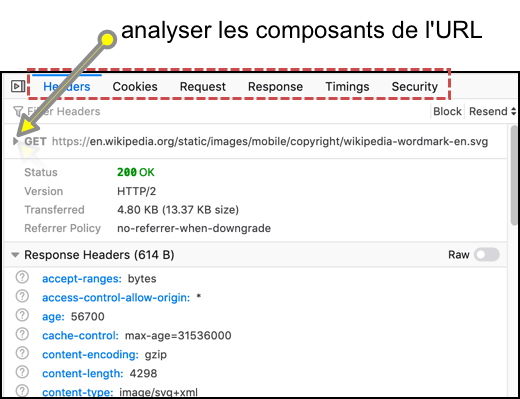 analyser les composants de l'URL
Headers Cookies Request Response Timings Security
Filter Headers Block Resend
GET https://en.wikipedia.org/static/images/mobile/copyright/wikipedia-wordmark-en.svg
Status 200 OK
Version HTTP/2
Transferred 4.80 KB (13.37 KB size)
Referrer Policy no-referrer-when-downgrade
Response Headers (614 B) Raw
? accept-ranges: bytes
? access-control-allow-origin: *
? age: 56700
? cache-control: max-age=31536000
? content-encoding: gzip
? content-length: 4298
? content-type: image/svg+xml